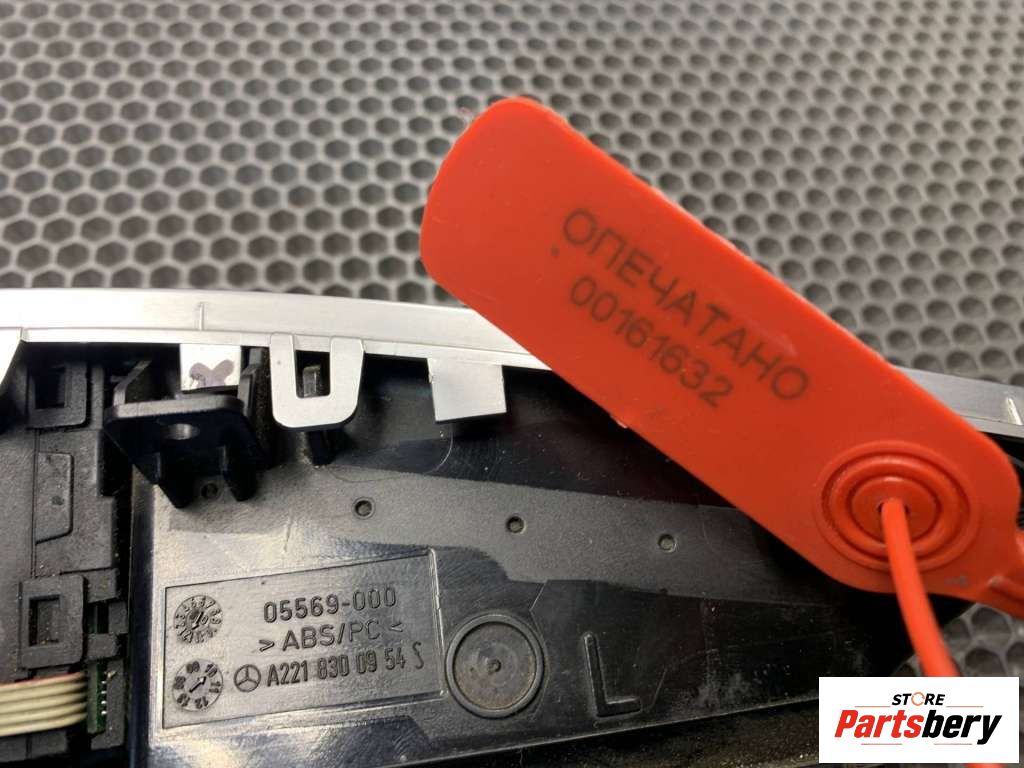 ОПЕЧАТАНО
00161632
05569-000
>ABS/PC<
A221 830 09 54 S
L
STORE
Partsbery